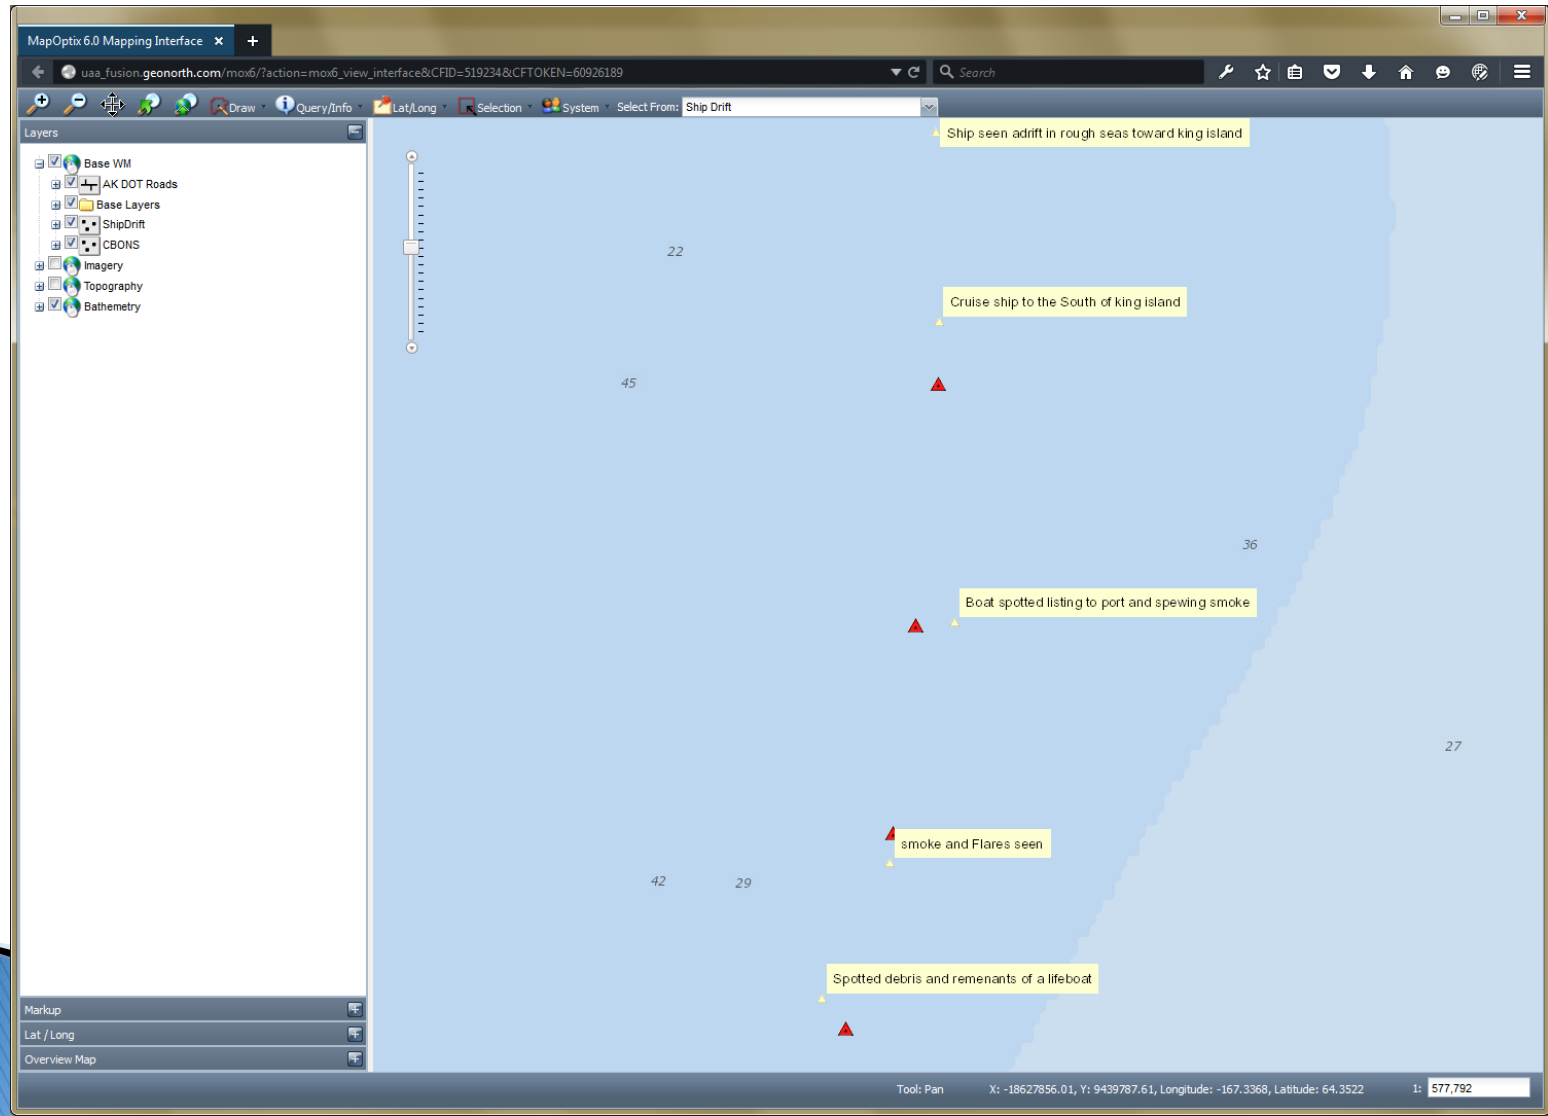 MapOptix 6.0 Mapping Interface
uaa_fusion.geonorth.com/mox6/?action=mox6_view_interface&CFID=519234&CFTOKEN=60926189
Search
Draw
Query/Info
Lat/Long
Selection
System
Select From: Ship Drift
Layers
Base WM
AK DOT Roads
Base Layers
ShipDrift
CBONS
Imagery
Topography
Bathemetry
Ship seen adrift in rough seas toward king island
22
Cruise ship to the South of king island
45
36
Boat spotted listing to port and spewing smoke
27
smoke and Flares seen
42
29
Spotted debris and remenants of a lifeboat
Markup
Lat / Long
Overview Map
Tool: Pan
X: -18627856.01, Y: 9439787.61, Longitude: -167.3368, Latitude: 64.3522
1: 577,792